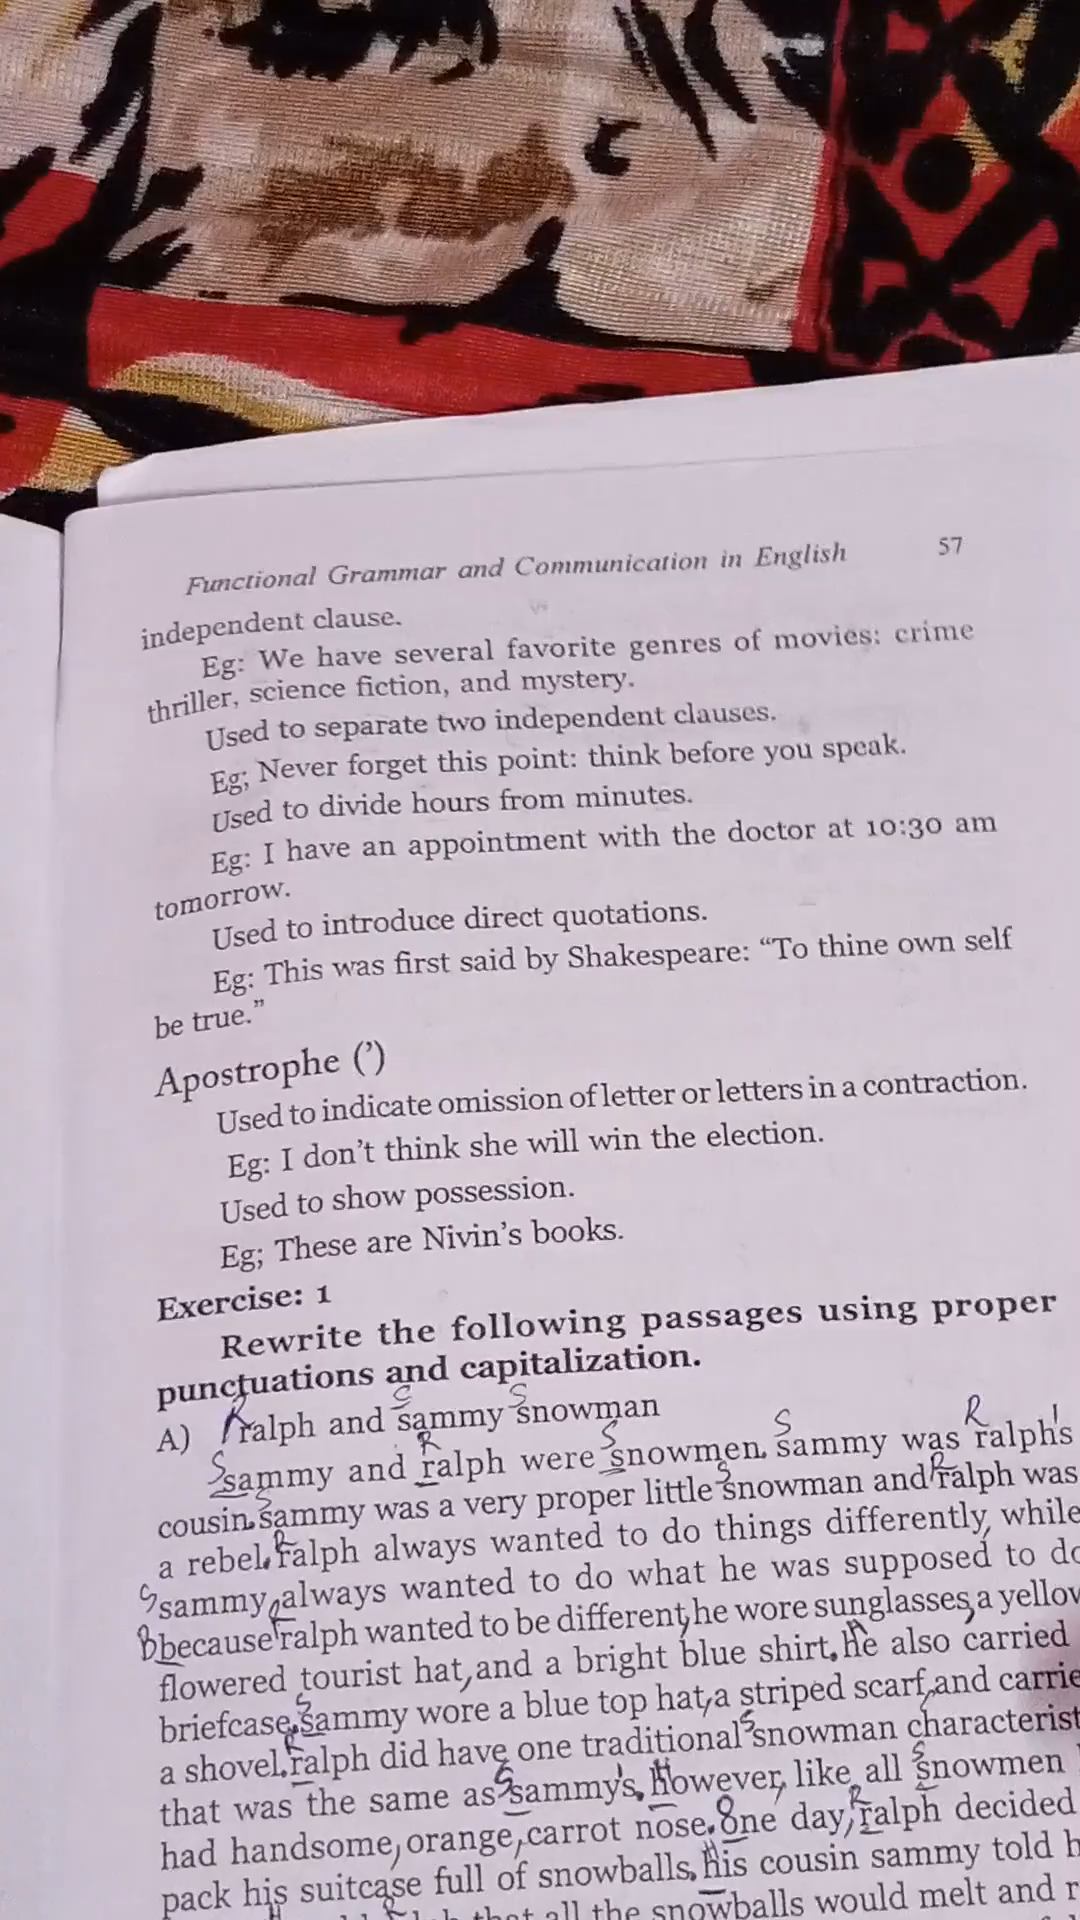 Functional Grammar and Communication in English 57
independent clause.
Eg: We have several favorite genres of movies: crime
thriller, science fiction, and mystery.
Used to separate two independent clauses.
Eg; Never forget this point: think before you speak.
Used to divide hours from minutes.
Eg: I have an appointment with the doctor at 10:30 am
tomorrow.
Used to introduce direct quotations.
Eg: This was first said by Shakespeare: “To thine own self
be true.”
Apostrophe (’)
Used to indicate omission of letter or letters in a contraction.
Eg: I don’t think she will win the election.
Used to show possession.
Eg; These are Nivin’s books.
Exercise: 1
Rewrite the following passages using proper
punctuations and capitalization.
A) ralph and sammy snowman
sammy and ralph were snowmen. sammy was ralph's
cousin. sammy was a very proper little snowman and ralph was
a rebel. ralph always wanted to do things differently, while
sammy, always wanted to do what he was supposed to do
because ralph wanted to be different, he wore sunglasses, a yellow
flowered tourist hat, and a bright blue shirt. He also carried
briefcase. sammy wore a blue top hat, a striped scarf, and
a shovel. ralph did have one traditional snowman
that was the same as sammy's. However, like all snowmen
had handsome, orange, carrot nose. One day, ralph decided
pack his suitcase full of snowballs. His cousin sammy told
that all the snowballs would melt and